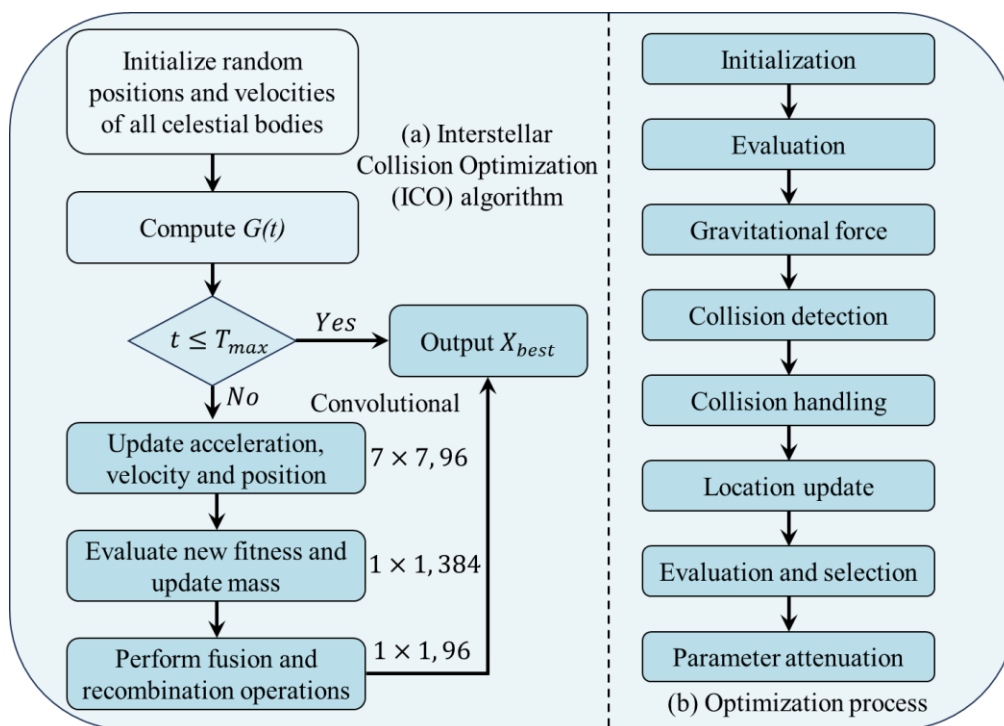 Initialize random
positions and velocities
of all celestial bodies
(a) Interstellar
Collision Optimization
(ICO) algorithm
Compute G(t)
t ≤ T_max
Yes
Output X_best
No
Convolutional
Update acceleration,
velocity and position
7 × 7, 96
Evaluate new fitness and
update mass
1 × 1, 384
Perform fusion and
recombination operations
1 × 1, 96
Initialization
Evaluation
Gravitational force
Collision detection
Collision handling
Location update
Evaluation and selection
Parameter attenuation
(b) Optimization process